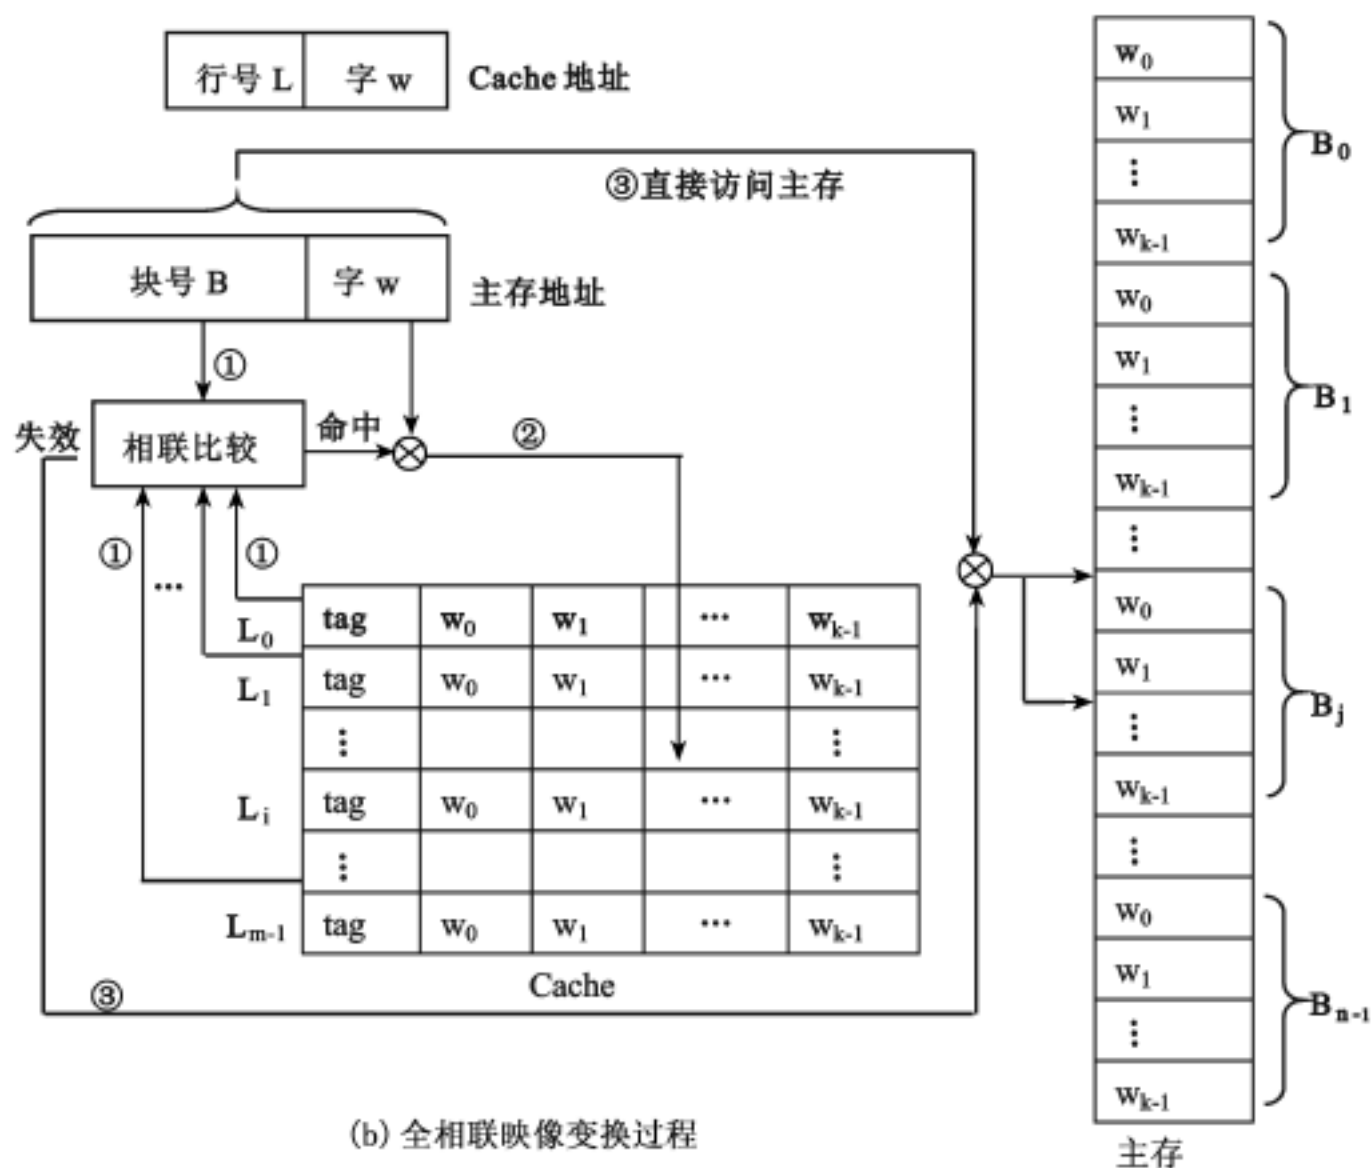 行号 L 字 w Cache 地址
③直接访问主存
块号 B 字 w 主存地址
①
失效 相联比较 命中 ②
① … ①
L₀ tag w₀ w₁ … wₖ₋₁
L₁ tag w₀ w₁ … wₖ₋₁
⋮ ⋮
Lᵢ tag w₀ w₁ … wₖ₋₁
⋮ ⋮
Lₘ₋₁ tag w₀ w₁ … wₖ₋₁
Cache
③
w₀
w₁
⋮
wₖ₋₁
B₀
w₀
w₁
⋮
wₖ₋₁
B₁
⋮
w₀
w₁
⋮
wₖ₋₁
Bⱼ
⋮
w₀
w₁
⋮
wₖ₋₁
Bₙ₋₁
主存
(b) 全相联映像变换过程